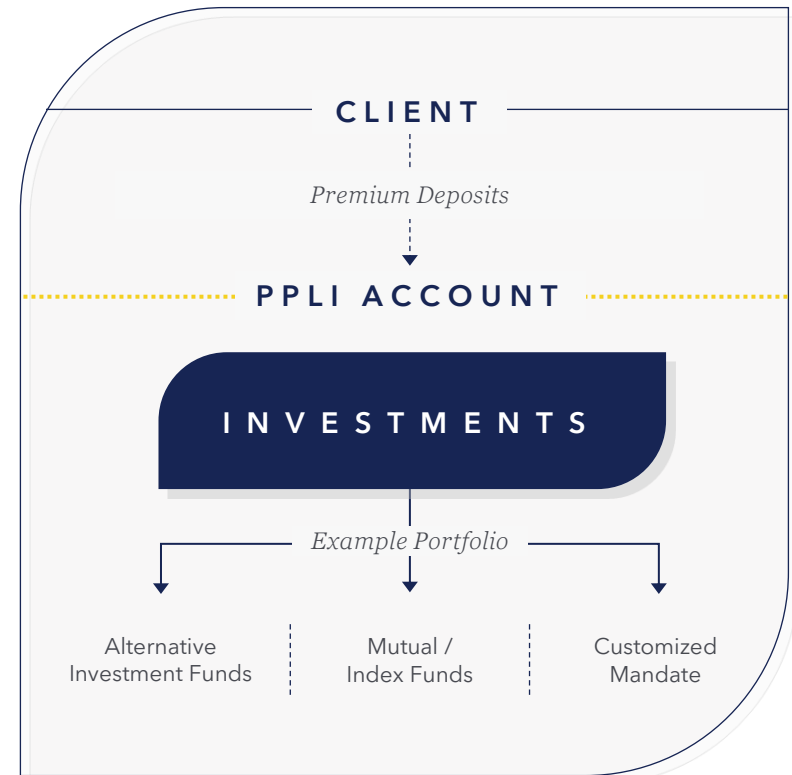 CLIENT
Premium Deposits
PPLI ACCOUNT
INVESTMENTS
Example Portfolio
Alternative
Investment Funds
Mutual /
Index Funds
Customized
Mandate